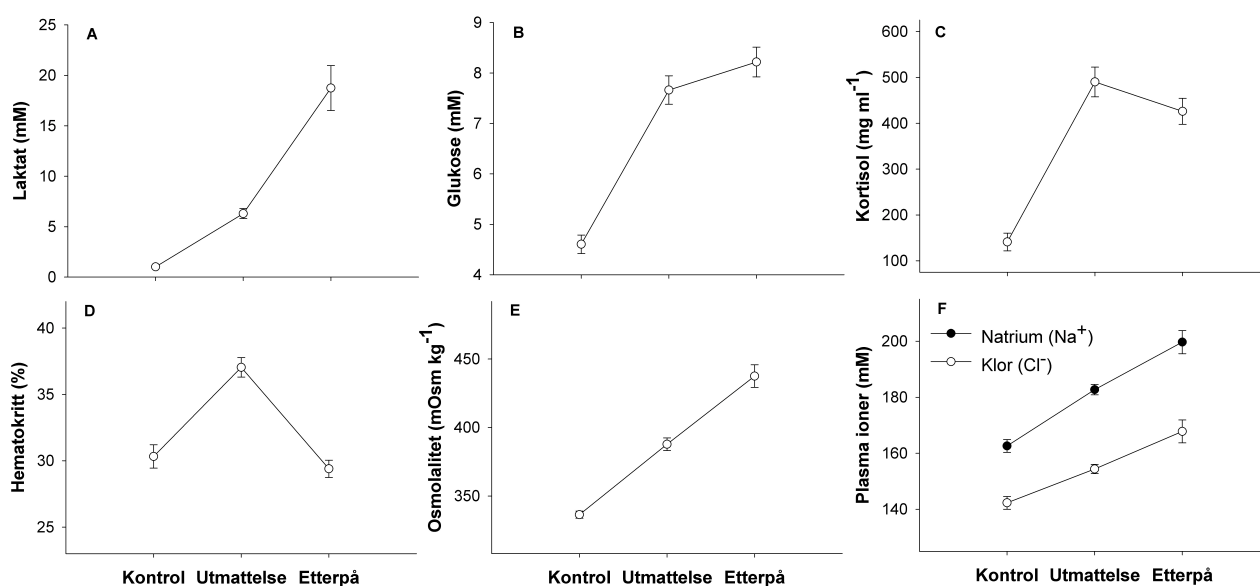 A
Laktat (mM)
25
20
15
10
5
0
B
Glukose (mM)
9
8
7
6
5
4
C
Kortisol (mg ml⁻¹)
600
500
400
300
200
100
D
Hematokritt (%)
40
35
30
25
Kontrol Utmattelse Etterpå
E
Osmolalitet (mOsm kg⁻¹)
450
400
350
Kontrol Utmattelse Etterpå
F
Natrium (Na⁺)
Klor (Cl⁻)
Plasma ioner (mM)
200
180
160
140
Kontrol Utmattelse Etterpå